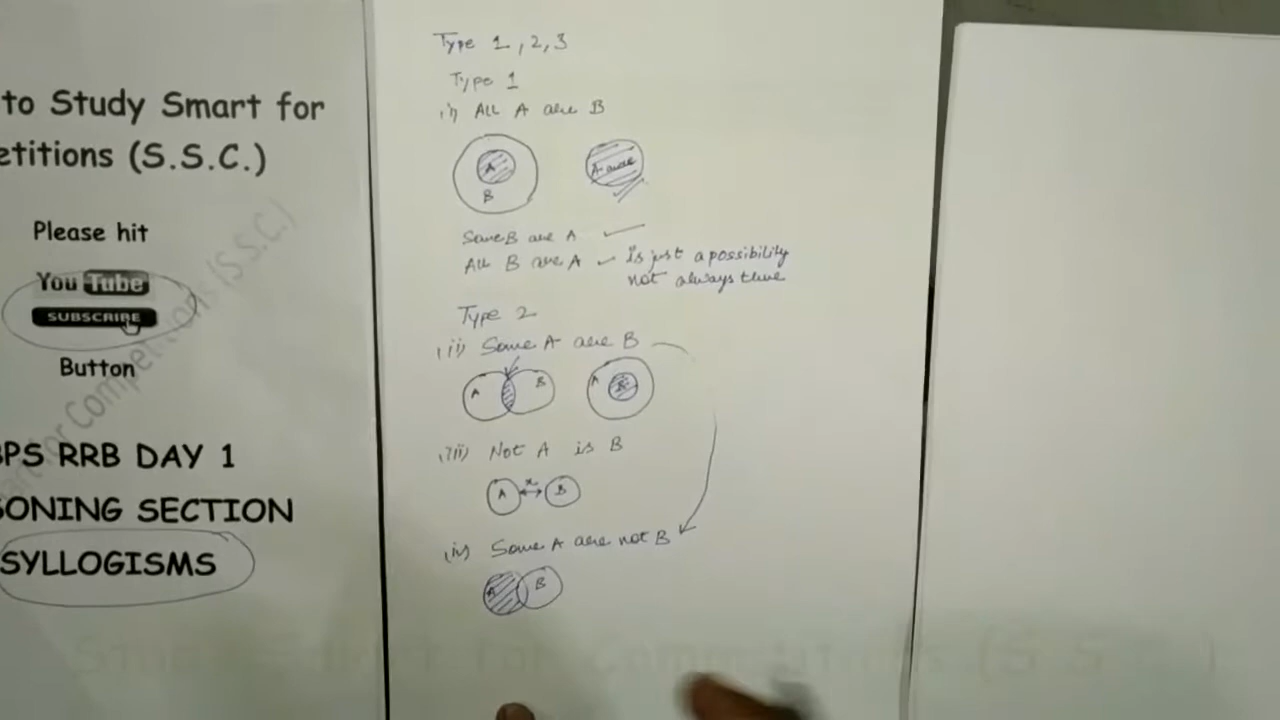 to Study Smart for
etitions (S.S.C.)
Please hit
You Tube
SUBSCRIBE
Button
BPS RRB DAY 1
SONING SECTION
SYLLOGISMS
Type 1, 2, 3
Type 1
(i) All A are B
A
B
Some B are A
All B are A is just a possibility
not always true
Type 2
(ii) Some A are B
A B
A B
(iii) Not A is B
A x B
(iv) Some A are not B
A B